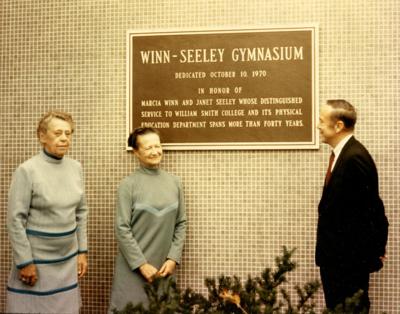 WINN-SEELEY GYMNASIUM
DEDICATED OCTOBER 10, 1970
IN HONOR OF
MARCIA WINN AND JANET SEELEY WHOSE DISTINGUISHED
SERVICE TO WILLIAM SMITH COLLEGE AND ITS PHYSICAL
EDUCATION DEPARTMENT SPANS MORE THAN FORTY YEARS.